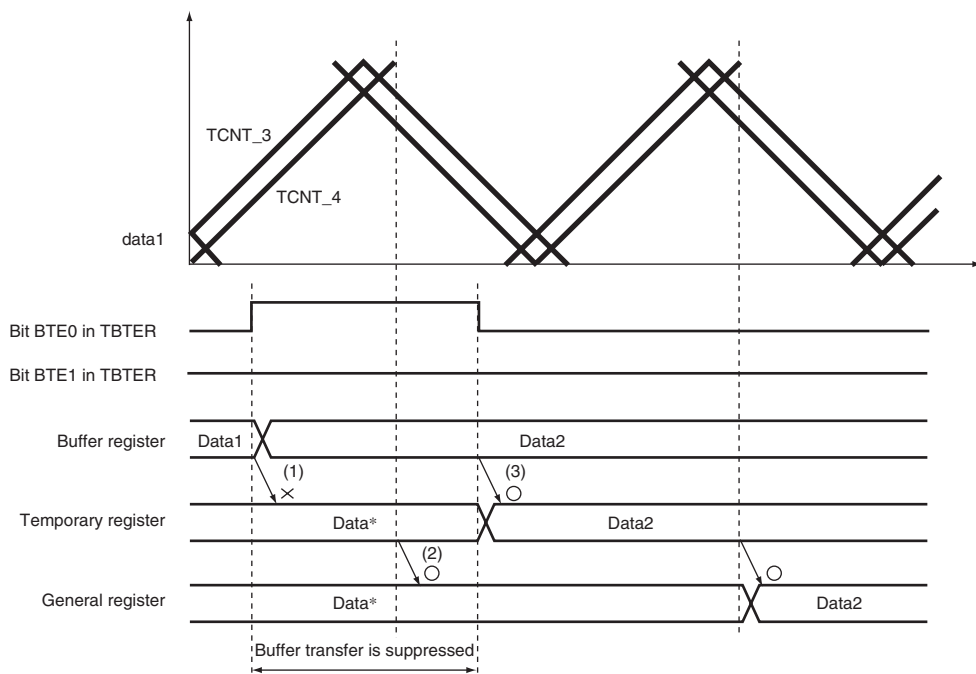 TCNT_3
TCNT_4
data1
Bit BTE0 in TBTER
Bit BTE1 in TBTER
Buffer register
Data1
Data2
(1)
(3)
Temporary register
Data*
Data2
(2)
General register
Data*
Data2
Buffer transfer is suppressed